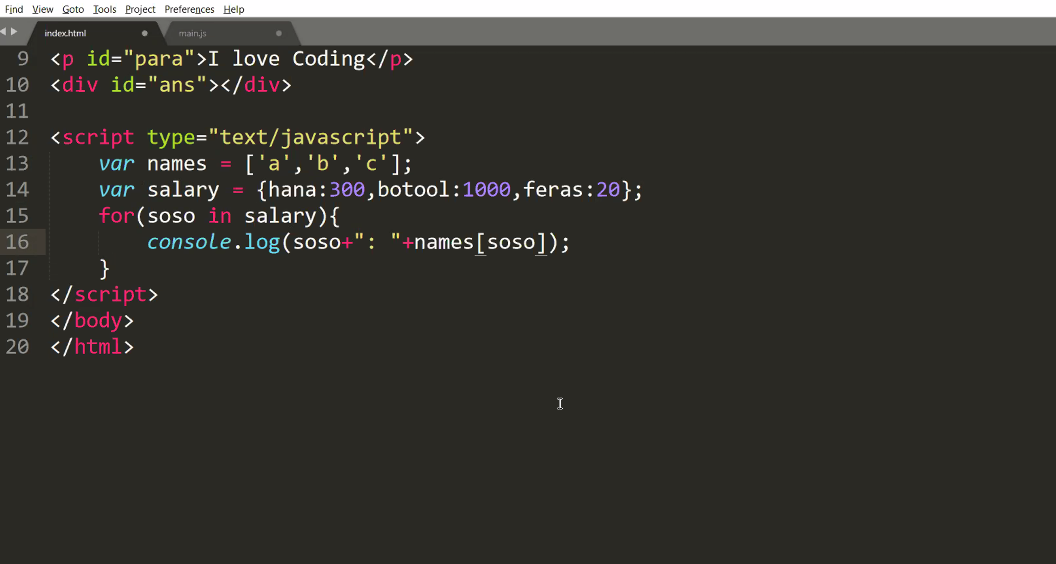 Find View Goto Tools Project Preferences Help
index.html main.js
9 <p id="para">I love Coding</p>
10 <div id="ans"></div>
11
12 <script type="text/javascript">
13 var names = ['a','b','c'];
14 var salary = {hana:300,botool:1000,feras:20};
15 for(soso in salary){
16 console.log(soso+": "+names[soso]);
17 }
18 </script>
19 </body>
20 </html>